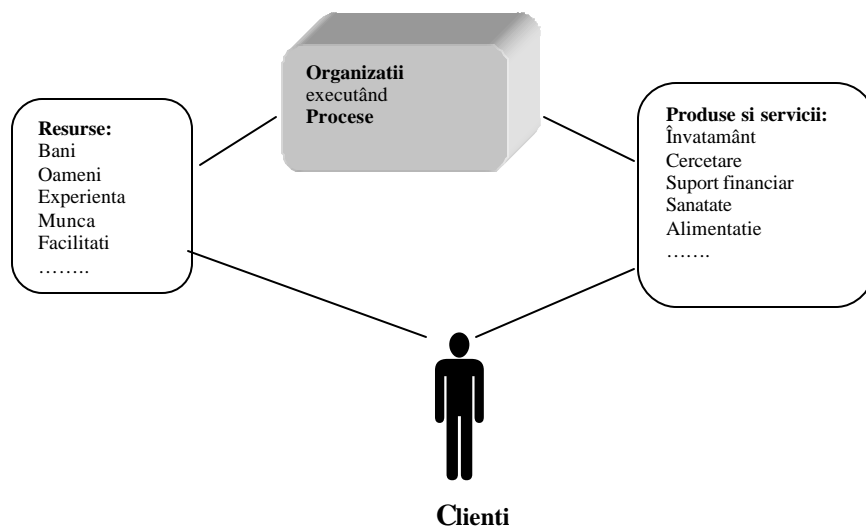 Organizatii
executând
Procese
Resurse:
Bani
Oameni
Experienta
Munca
Facilitati
……..
Produse si servicii:
Învatamânt
Cercetare
Suport financiar
Sanatate
Alimentatie
…….
Clienti